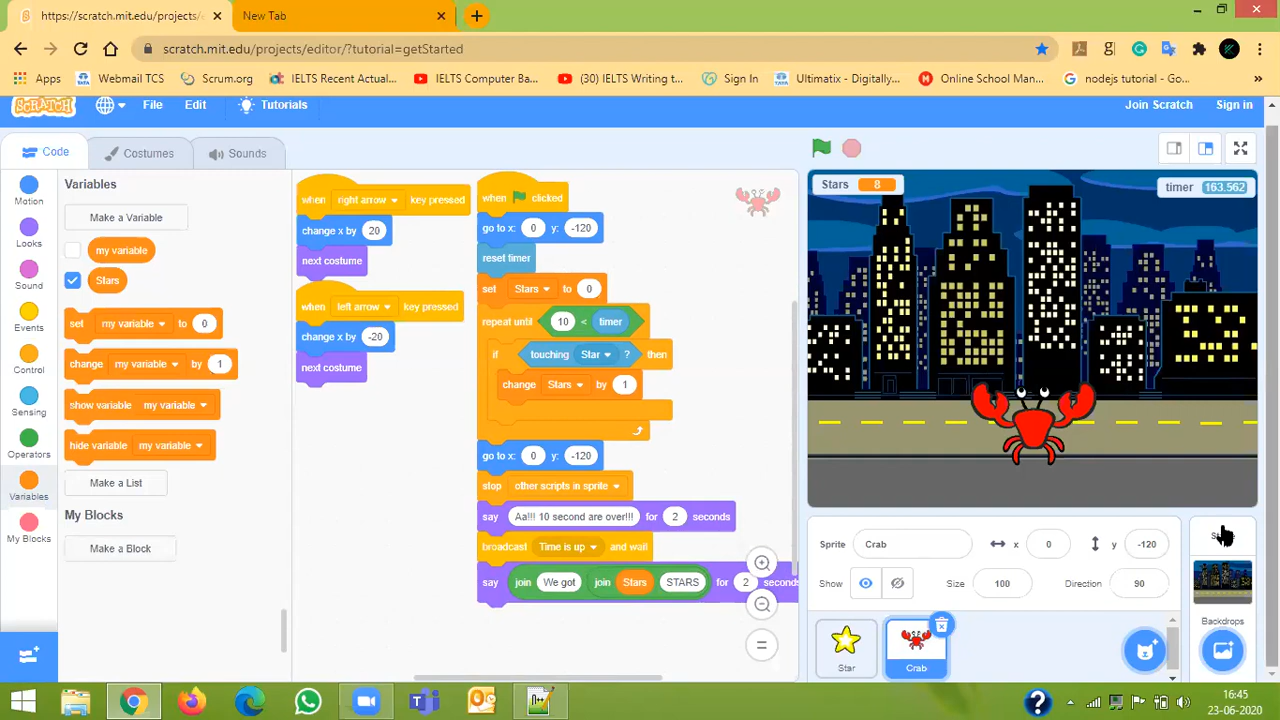 https://scratch.mit.edu/projects/e
New Tab
scratch.mit.edu/projects/editor/?tutorial=getStarted
Apps
Webmail TCS
Scrum.org
IELTS Recent Actual...
IELTS Computer Ba...
(30) IELTS Writing t...
Sign In
Ultimatix - Digitally...
Online School Man...
nodejs tutorial - Go...
»
SCRATCH
File
Edit
Tutorials
Join Scratch
Sign in
Code
Costumes
Sounds
Motion
Looks
Sound
Events
Control
Sensing
Operators
Variables
My Blocks
Variables
Make a Variable
my variable
Stars
set my variable to 0
change my variable by 1
show variable my variable
hide variable my variable
Make a List
My Blocks
Make a Block
when right arrow key pressed
change x by 20
next costume
when left arrow key pressed
change x by -20
next costume
when clicked
go to x: 0 y: -120
reset timer
set Stars to 0
repeat until 10 < timer
if touching Star ? then
change Stars by 1
go to x: 0 y: -120
stop other scripts in sprite
say Aa!!! 10 second are over!!! for 2 seconds
broadcast Time is up and wait
say join We got join Stars STARS for 2 seconds
Stars 8
timer 163.562
Sprite Crab x 0 y -120
Show Size 100 Direction 90
Star
Crab
Backdrops
16:45
23-06-2020